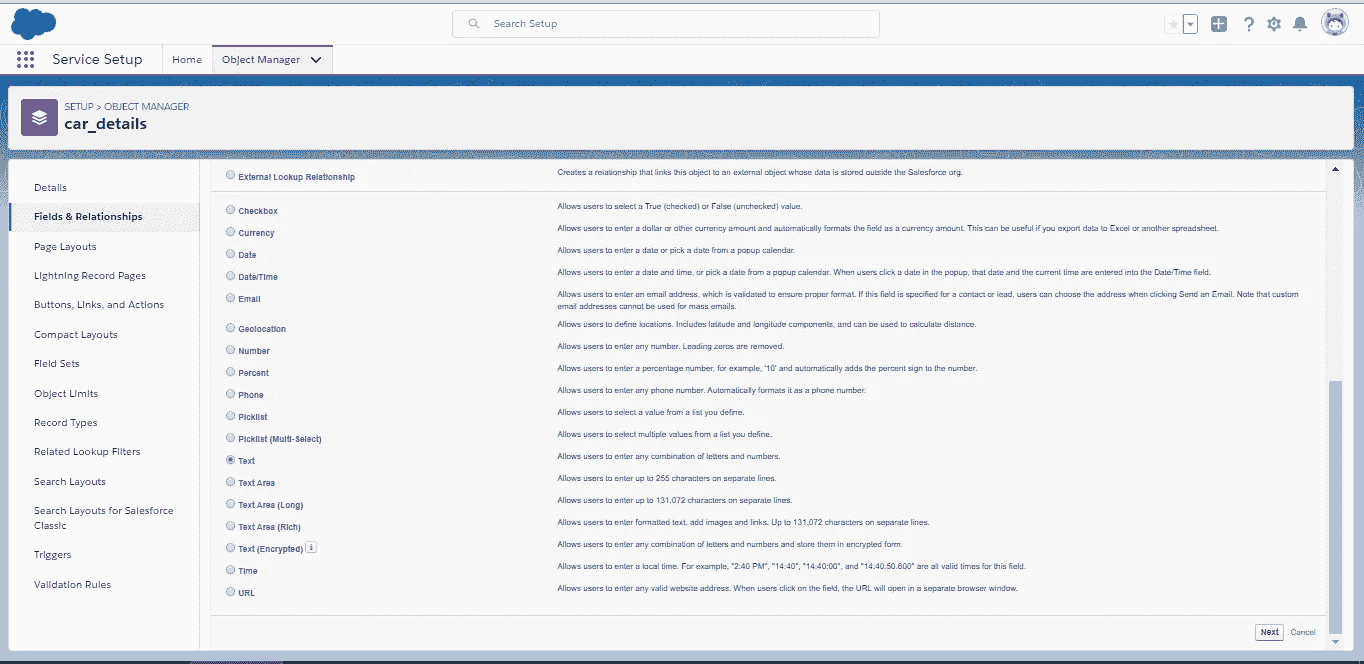 Search Setup
Service Setup
Home
Object Manager
SETUP > OBJECT MANAGER
car_details
Details
Fields & Relationships
Page Layouts
Lightning Record Pages
Buttons, Links, and Actions
Compact Layouts
Field Sets
Object Limits
Record Types
Related Lookup Filters
Search Layouts
Search Layouts for Salesforce
Classic
Triggers
Validation Rules
External Lookup Relationship
Creates a relationship that links this object to an external object whose data is stored outside the Salesforce org.
Checkbox
Allows users to select a True (checked) or False (unchecked) value.
Currency
Allows users to enter a dollar or other currency amount and automatically formats the field as a currency amount. This can be useful if you export data to Excel or another spreadsheet.
Date
Allows users to enter a date or pick a date from a popup calendar.
Date/Time
Allows users to enter a date and time, or pick a date from a popup calendar. When users click a date in the popup, that date and the current time are entered into the Date/Time field.
Email
Allows users to enter an email address, which is validated to ensure proper format. If this field is specified for a contact or lead, users can choose the address when clicking Send an Email. Note that custom
email addresses cannot be used for mass emails.
Geolocation
Allows users to define locations. Includes latitude and longitude components, and can be used to calculate distance.
Number
Allows users to enter any number. Leading zeros are removed.
Percent
Allows users to enter a percentage number, for example, '10' and automatically adds the percent sign to the number.
Phone
Allows users to enter any phone number. Automatically formats it as a phone number.
Picklist
Allows users to select a value from a list you define.
Picklist (Multi-Select)
Allows users to select multiple values from a list you define.
Text
Allows users to enter any combination of letters and numbers.
Text Area
Allows users to enter up to 255 characters on separate lines.
Text Area (Long)
Allows users to enter up to 131,072 characters on separate lines.
Text Area (Rich)
Allows users to enter formatted text, add images and links. Up to 131,072 characters on separate lines.
Text (Encrypted) i
Allows users to enter any combination of letters and numbers and store them in encrypted form.
Time
Allows users to enter a local time. For example, "2:40 PM", "14:40", "14:40:00", and "14:40:50.600" are all valid times for this field.
URL
Allows users to enter any valid website address. When users click on the field, the URL will open in a separate browser window.
Next
Cancel